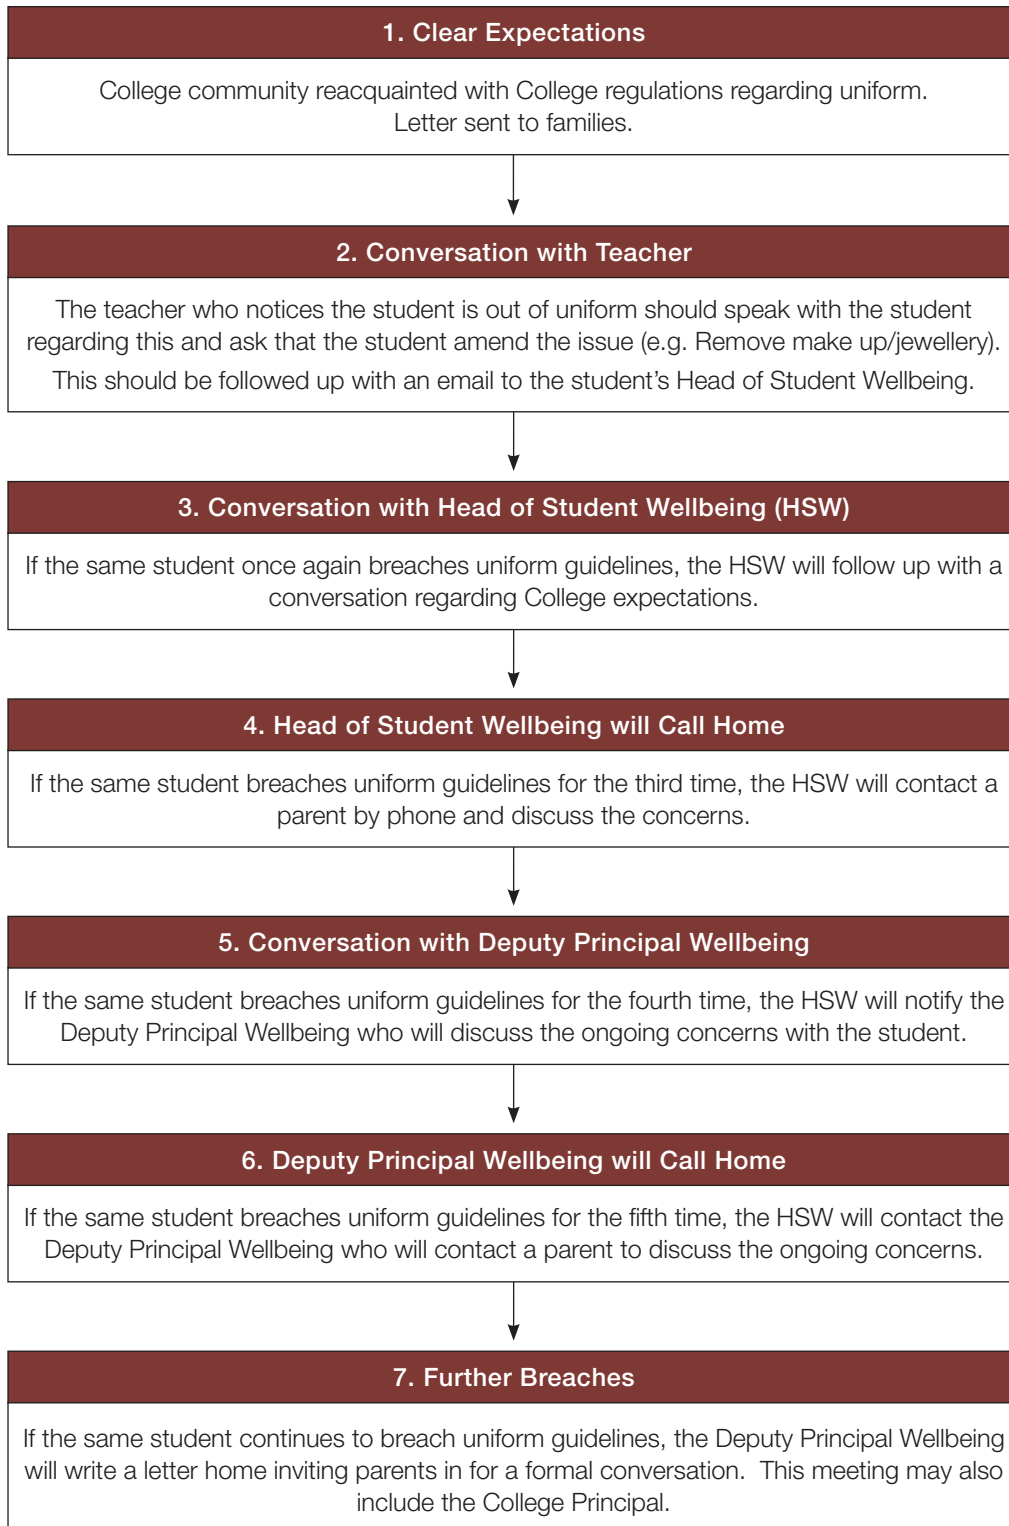 1. Clear Expectations
College community reacquainted with College regulations regarding uniform.
Letter sent to families.
2. Conversation with Teacher
The teacher who notices the student is out of uniform should speak with the student
regarding this and ask that the student amend the issue (e.g. Remove make up/jewellery).
This should be followed up with an email to the student’s Head of Student Wellbeing.
3. Conversation with Head of Student Wellbeing (HSW)
If the same student once again breaches uniform guidelines, the HSW will follow up with a
conversation regarding College expectations.
4. Head of Student Wellbeing will Call Home
If the same student breaches uniform guidelines for the third time, the HSW will contact a
parent by phone and discuss the concerns.
5. Conversation with Deputy Principal Wellbeing
If the same student breaches uniform guidelines for the fourth time, the HSW will notify the
Deputy Principal Wellbeing who will discuss the ongoing concerns with the student.
6. Deputy Principal Wellbeing will Call Home
If the same student breaches uniform guidelines for the fifth time, the HSW will contact the
Deputy Principal Wellbeing who will contact a parent to discuss the ongoing concerns.
7. Further Breaches
If the same student continues to breach uniform guidelines, the Deputy Principal Wellbeing
will write a letter home inviting parents in for a formal conversation.  This meeting may also
include the College Principal.